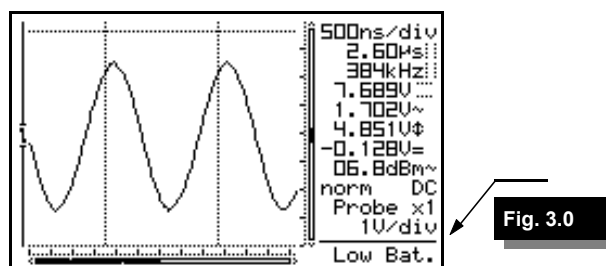 500ns/div
2.60µs
384kHz
7.689V
1.702V~
4.851V⇕
-0.128V=
06.8dBm~
norm DC
Probe x1
1V/div
Low Bat.
Fig. 3.0